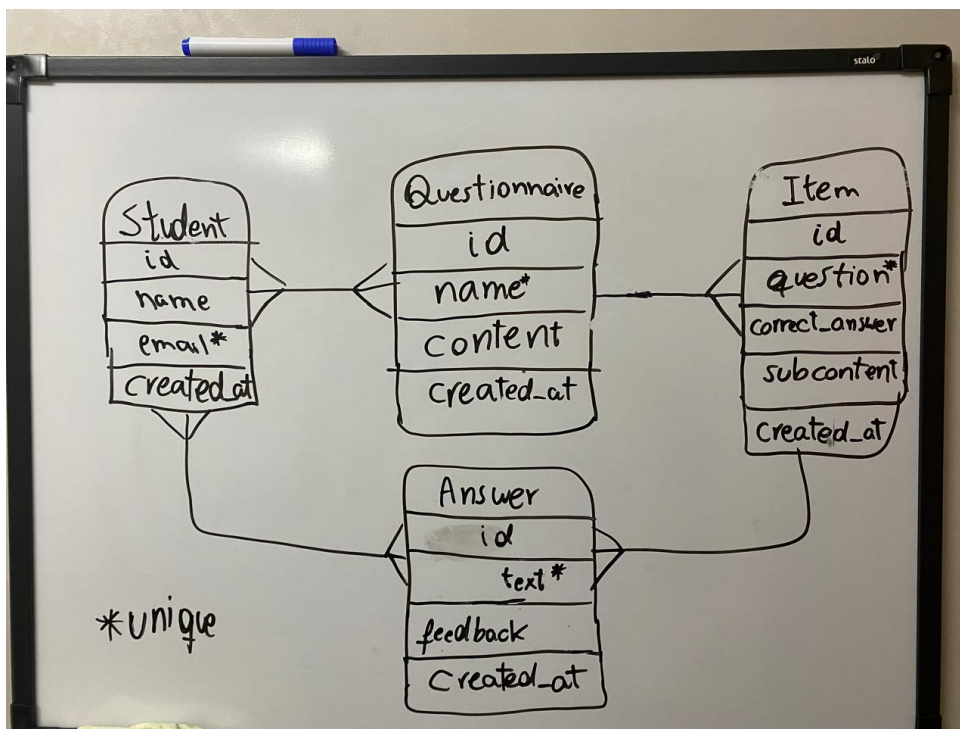 stalo
Student
id
name
email*
created_at
Questionnaire
id
name*
content
created_at
Item
id
question*
correct_answer
subcontent
created_at
Answer
id
text*
feedback
created_at
*unique